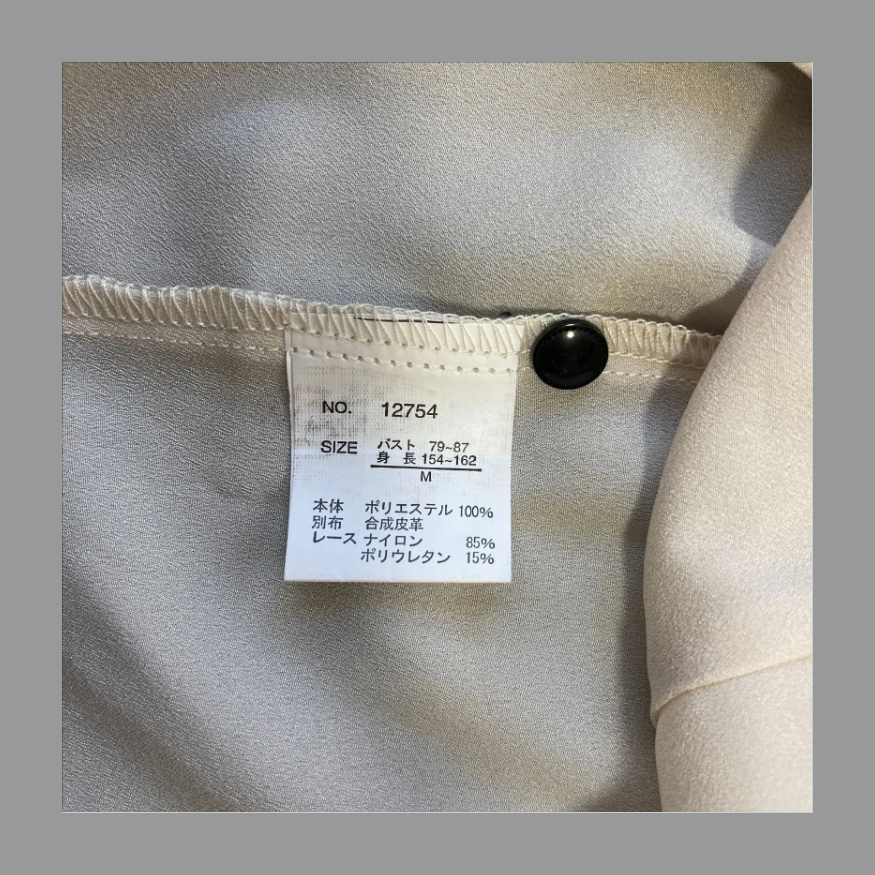 NO. 12754
SIZE バスト 79~87
身 長 154~162
M
本体 ポリエステル 100%
別布 合成皮革
レース ナイロン 85%
ポリウレタン 15%